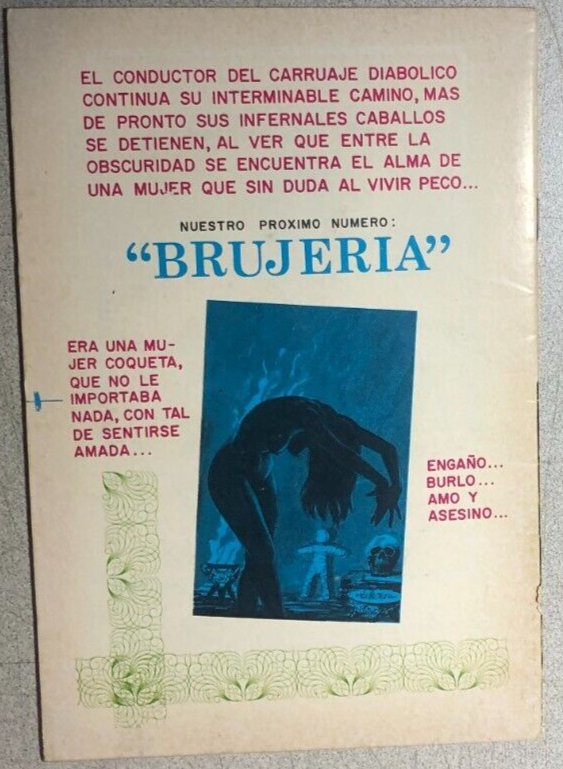 EL CONDUCTOR DEL CARRUAJE DIABOLICO
CONTINUA SU INTERMINABLE CAMINO, MAS
DE PRONTO SUS INFERNALES CABALLOS
SE DETIENEN, AL VER QUE ENTRE LA
OBSCURIDAD SE ENCUENTRA EL ALMA DE
UNA MUJER QUE SIN DUDA AL VIVIR PECO...
NUESTRO PROXIMO NUMERO:
“BRUJERIA”
ERA UNA MU-
JER COQUETA,
QUE NO LE
IMPORTABA
NADA, CON TAL
DE SENTIRSE
AMADA...
ENGAÑO...
BURLO...
AMO Y
ASESINO...